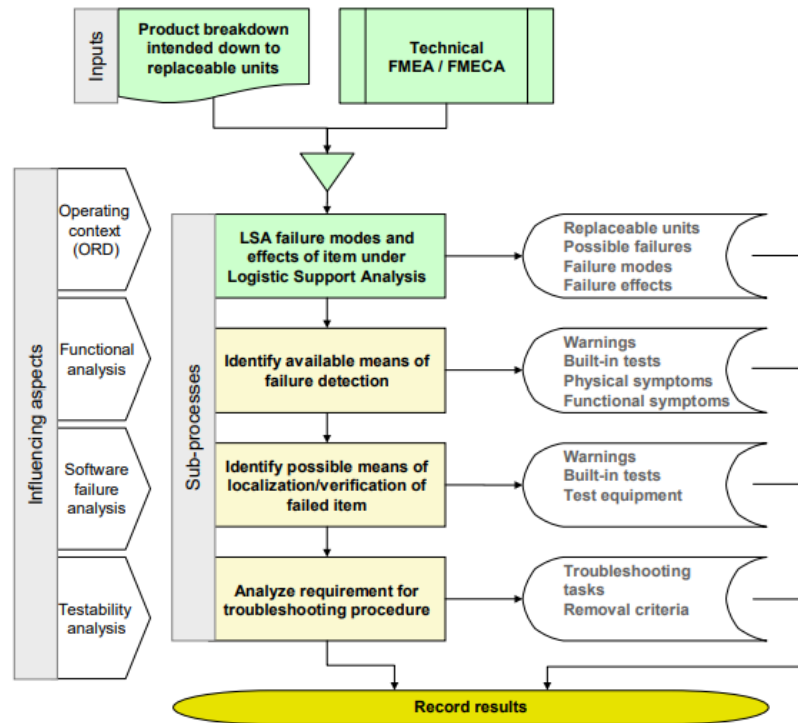 Inputs
Product breakdown
intended down to
replaceable units
Technical
FMEA / FMECA
Influencing aspects
Operating
context
(ORD)
Functional
analysis
Software
failure
analysis
Testability
analysis
Sub-processes
LSA failure modes and
effects of item under
Logistic Support Analysis
Replaceable units
Possible failures
Failure modes
Failure effects
Identify available means of
failure detection
Warnings
Built-in tests
Physical symptoms
Functional symptoms
Identify possible means of
localization/verification of
failed item
Warnings
Built-in tests
Test equipment
Analyze requirement for
troubleshooting procedure
Troubleshooting
tasks
Removal criteria
Record results